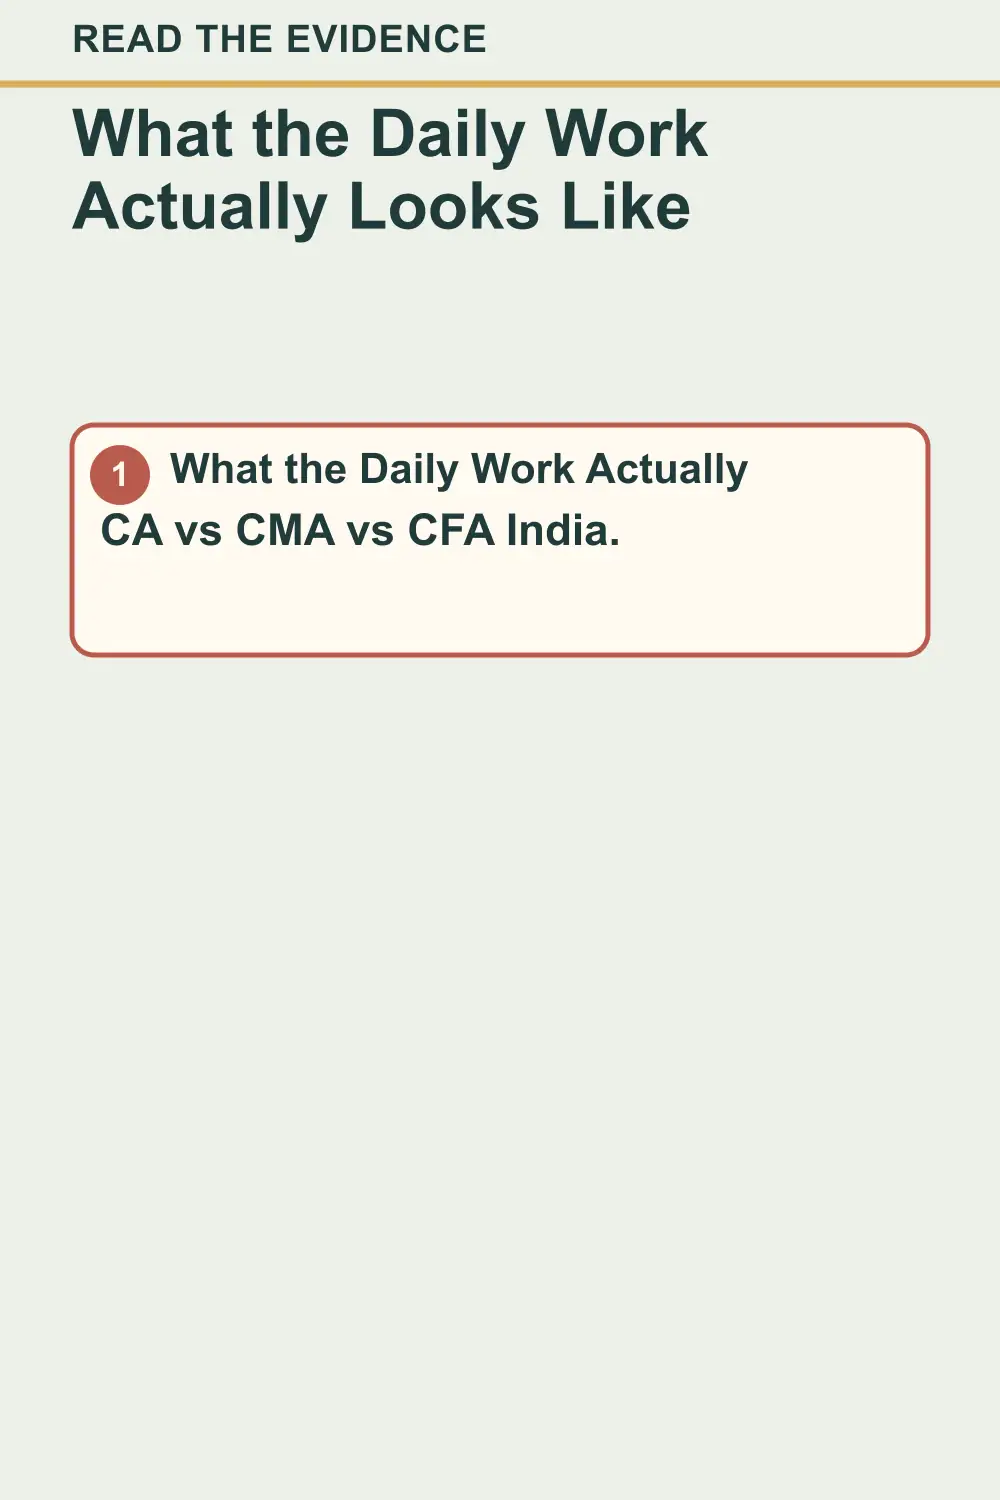 READ THE EVIDENCE
What the Daily Work
Actually Looks Like
1 What the Daily Work Actually
CA vs CMA vs CFA India.